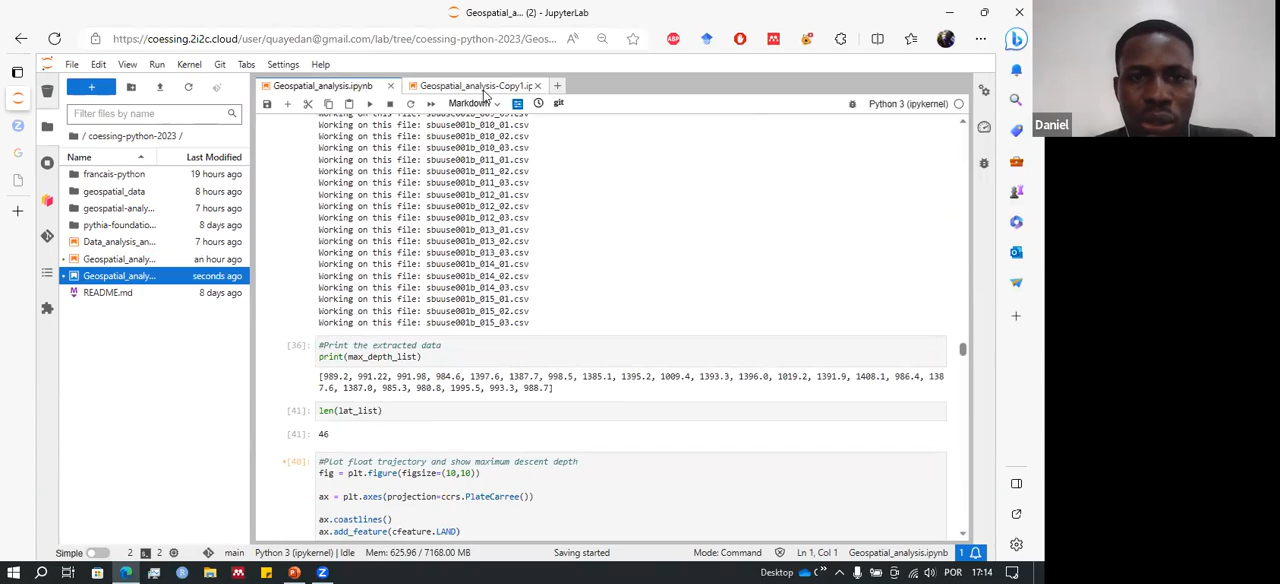 Geospatial_a... (2) - JupyterLab
https://coessing.2i2c.cloud/user/quayedan@gmail.com/lab/tree/coessing-python-2023/Geos...
File Edit View Run Kernel Git Tabs Settings Help
Geospatial_analysis.ipynb
Geospatial_analysis-Copy1.ip
Markdown
git
Python 3 (ipykernel)
Filter files by name
/ coessing-python-2023 /
Name Last Modified
francais-python 19 hours ago
geospatial_data 8 hours ago
geospatial-analy... 7 hours ago
pythia-foundatio... 8 days ago
Data_analysis_an... 7 hours ago
Geospatial_analy... an hour ago
Geospatial_analy... seconds ago
README.md 8 days ago
Working on this file: sbuuse001b_010_01.csv
Working on this file: sbuuse001b_010_02.csv
Working on this file: sbuuse001b_010_03.csv
Working on this file: sbuuse001b_011_01.csv
Working on this file: sbuuse001b_011_02.csv
Working on this file: sbuuse001b_011_03.csv
Working on this file: sbuuse001b_012_01.csv
Working on this file: sbuuse001b_012_02.csv
Working on this file: sbuuse001b_012_03.csv
Working on this file: sbuuse001b_013_01.csv
Working on this file: sbuuse001b_013_02.csv
Working on this file: sbuuse001b_013_03.csv
Working on this file: sbuuse001b_014_01.csv
Working on this file: sbuuse001b_014_02.csv
Working on this file: sbuuse001b_014_03.csv
Working on this file: sbuuse001b_015_01.csv
Working on this file: sbuuse001b_015_02.csv
Working on this file: sbuuse001b_015_03.csv
[36]: #Print the extracted data
print(max_depth_list)
[989.2, 991.22, 991.98, 984.6, 1397.6, 1387.7, 998.5, 1385.1, 1395.2, 1009.4, 1393.3, 1396.0, 1019.2, 1391.9, 1408.1, 986.4, 138
7.6, 1387.0, 985.3, 980.8, 1995.5, 993.3, 988.7]
[41]: len(lat_list)
[41]: 46
[40]: #Plot float trajectory and show maximum descent depth
fig = plt.figure(figsize=(10,10))
ax = plt.axes(projection=ccrs.PlateCarree())
ax.coastlines()
ax.add_feature(cfeature.LAND)
Simple 2 2 main Python 3 (ipykernel) | Idle Mem: 625.96 / 7168.00 MB Saving started Mode: Command Ln 1, Col 1 Geospatial_analysis.ipynb 1
Daniel
Desktop POR 17:14